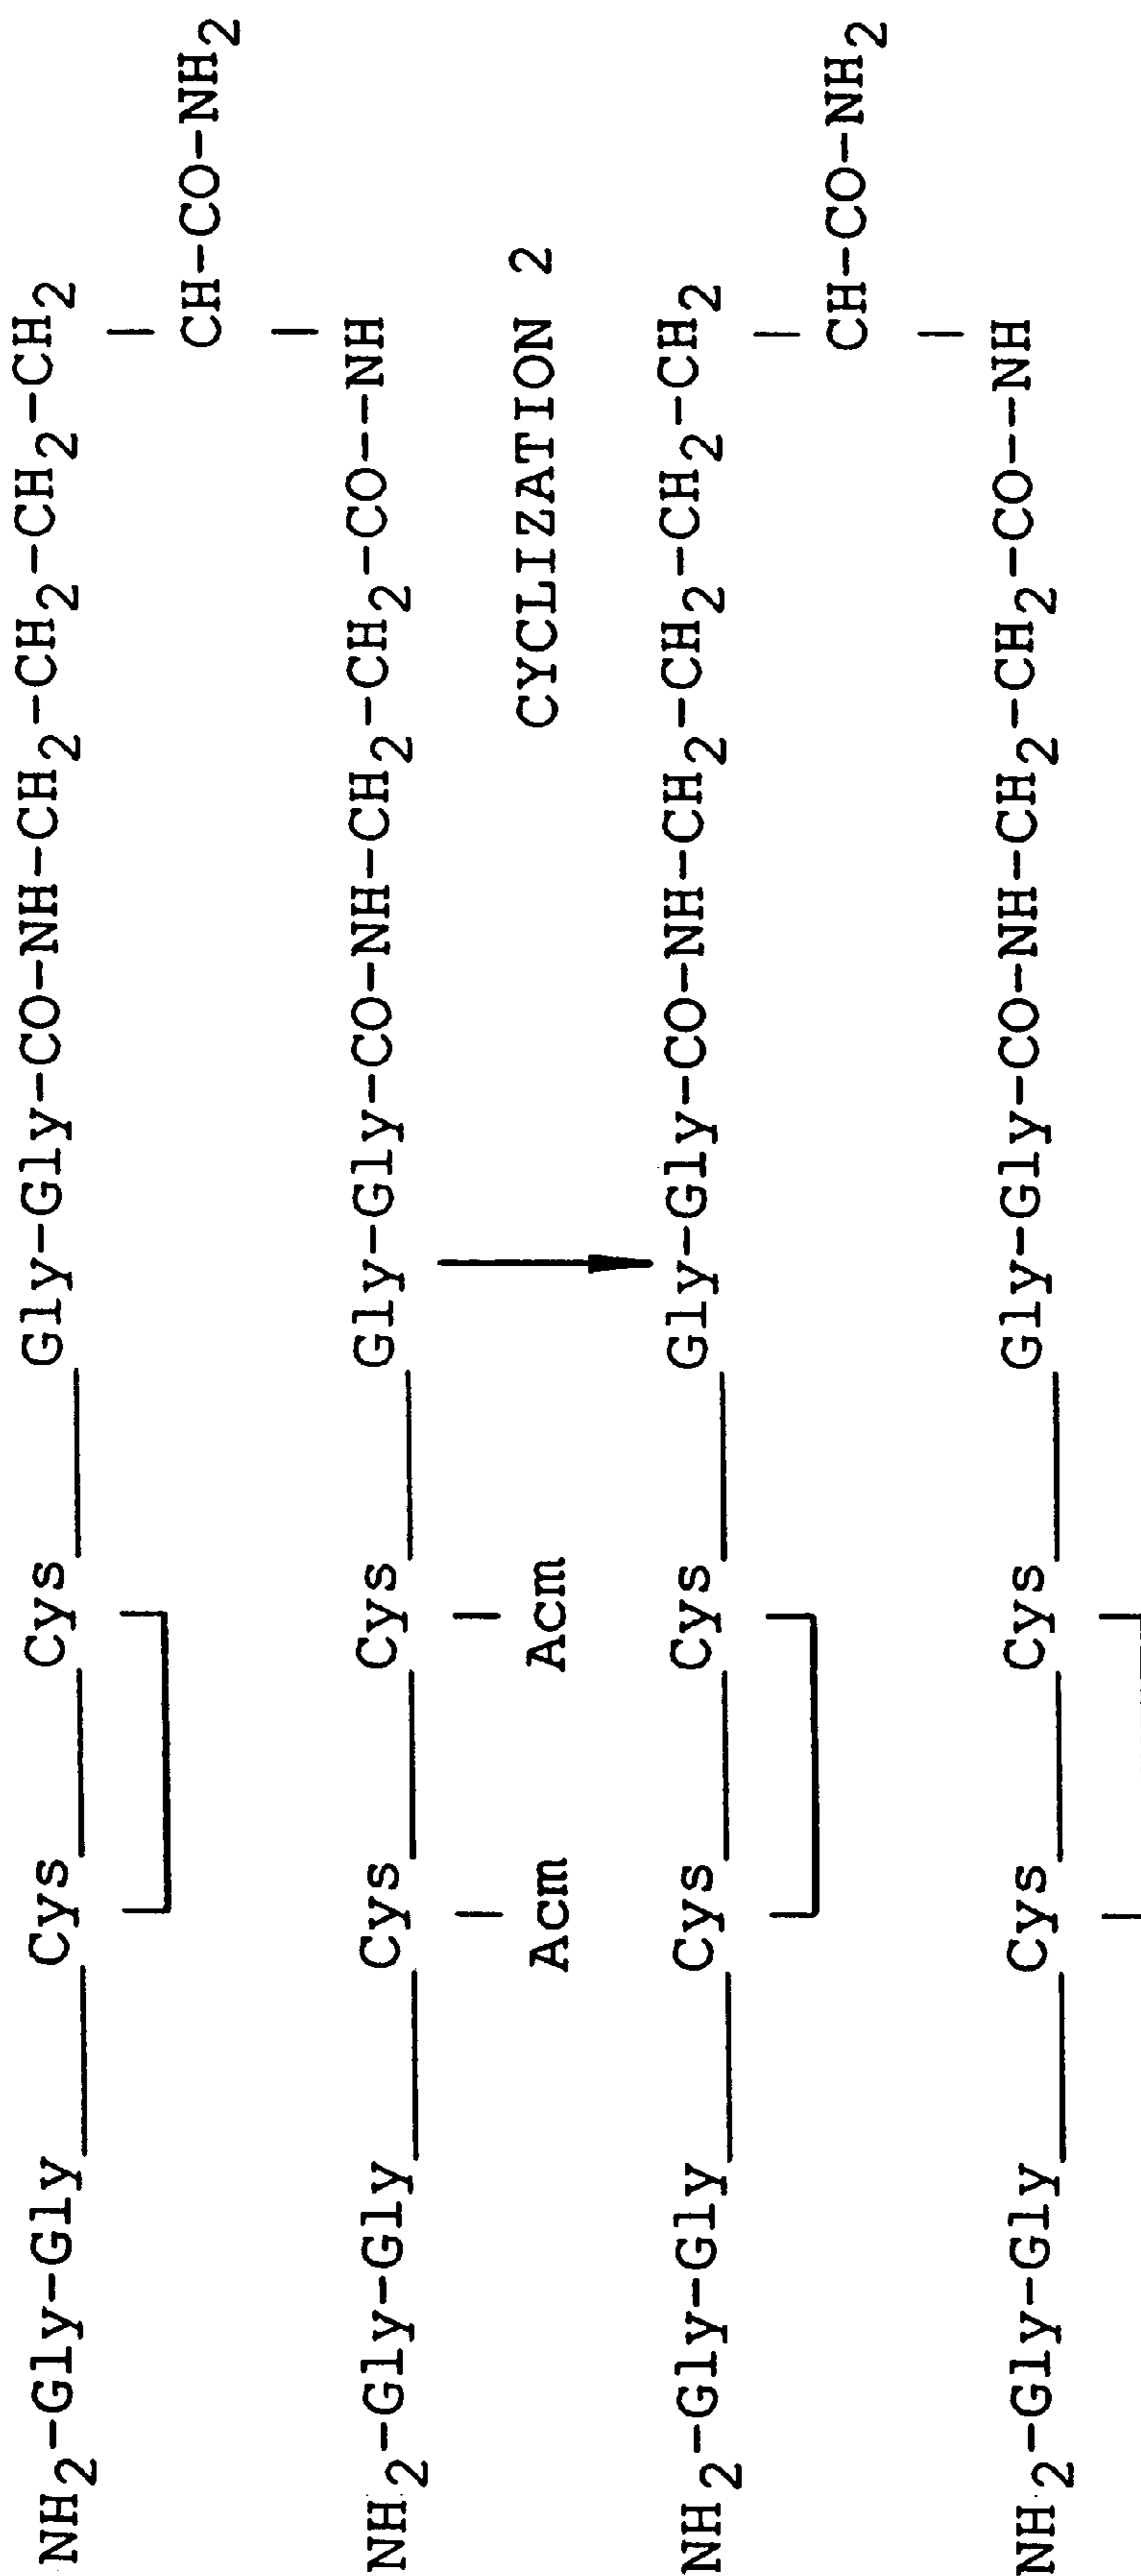 NH2-Gly-Gly Cys Cys Gly-Gly-CO-NH-CH2-CH2-CH2-CH2
CH-CO-NH2
NH2-Gly-Gly Cys Cys Gly-Gly-CO-NH-CH2-CH2-CO--NH
Acm Acm
CYCLIZATION 2
NH2-Gly-Gly Cys Cys Gly-Gly-CO-NH-CH2-CH2-CH2-CH2
CH-CO-NH2
NH2-Gly-Gly Cys Cys Gly-Gly-CO-NH-CH2-CH2-CO--NH